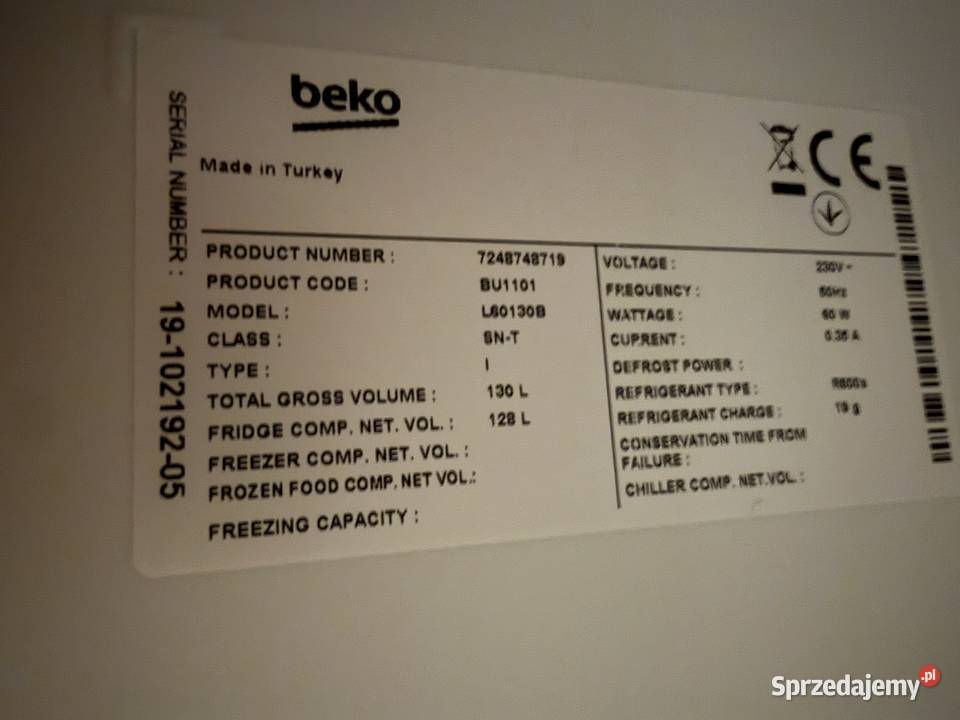 beko
Made in Turkey
SERIAL NUMBER : 19-102192-05
PRODUCT NUMBER : 7248748719
PRODUCT CODE : BU1101
MODEL : L60130B
CLASS : SN-T
TYPE : I
TOTAL GROSS VOLUME : 130 L
FRIDGE COMP. NET. VOL. : 128 L
FREEZER COMP. NET. VOL. :
FROZEN FOOD COMP. NET VOL.:
FREEZING CAPACITY :
VOLTAGE : 230V ~
FREQUENCY : 50Hz
WATTAGE : 60 W
CURRENT : 0.35 A
DEFROST POWER :
REFRIGERANT TYPE : R600a
REFRIGERANT CHARGE : 19 g
CONSERVATION TIME FROM
FAILURE :
CHILLER COMP. NET.VOL. :
CE
Sprzedajemy.pl